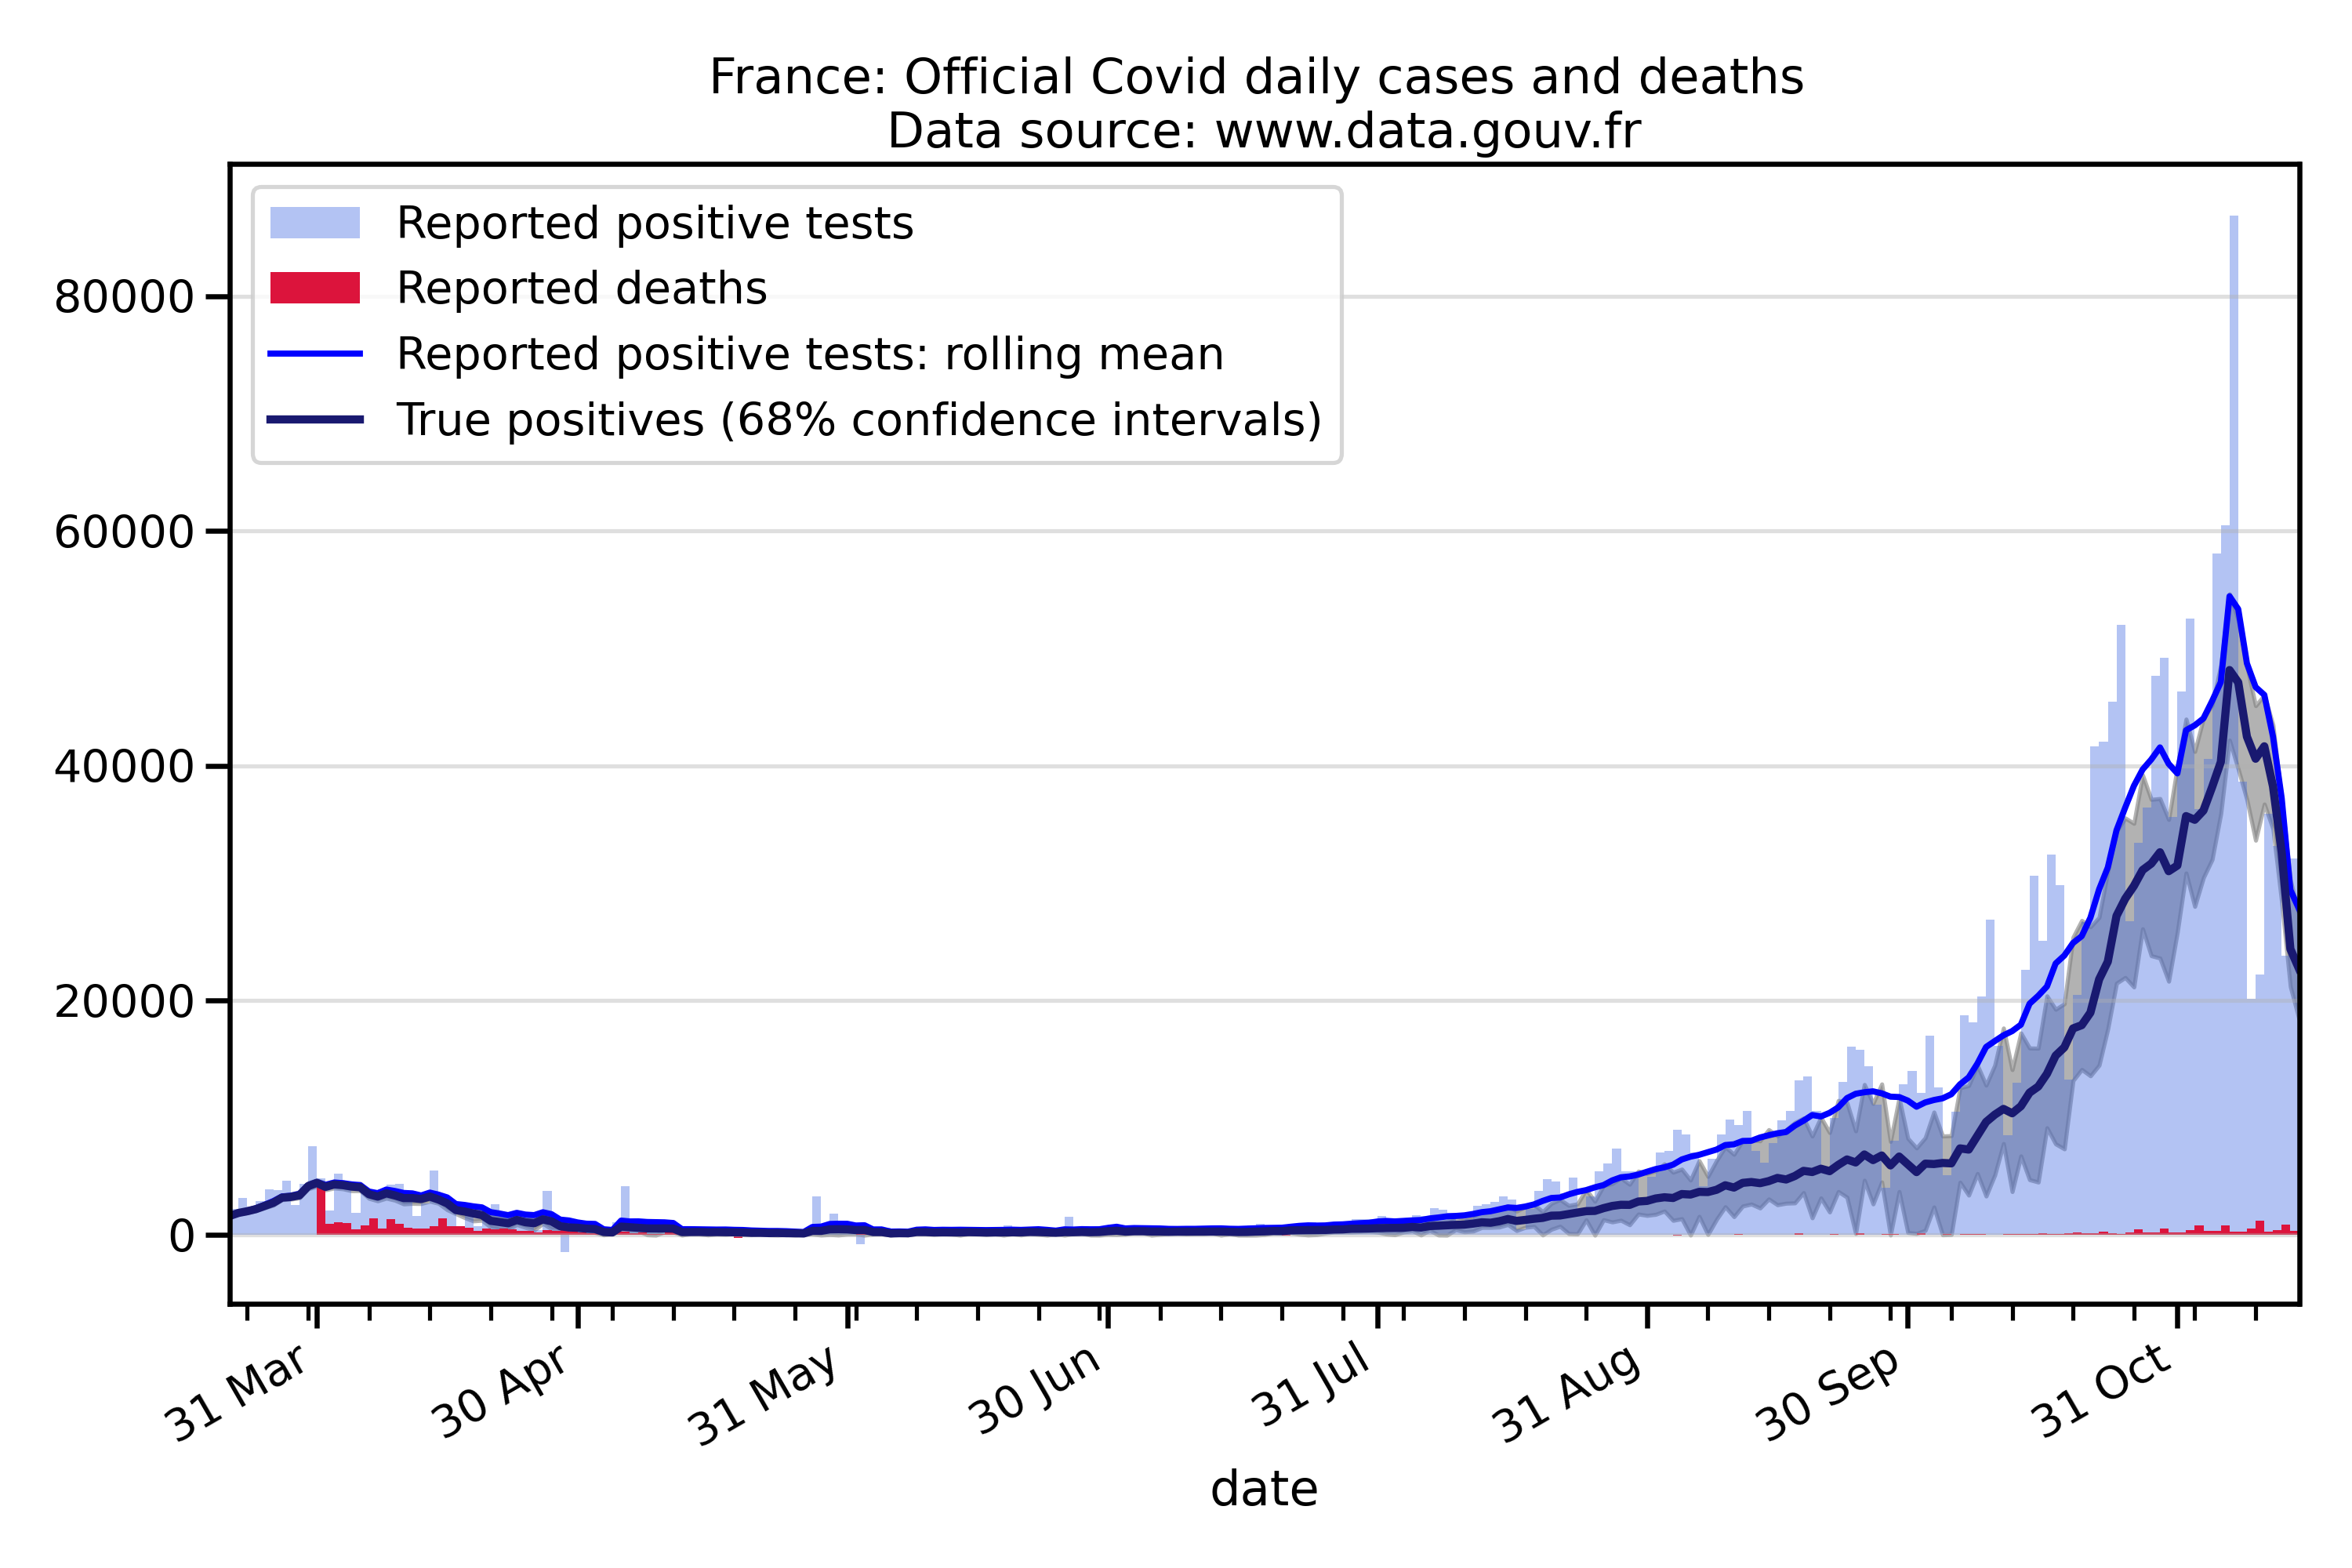 France: Official Covid daily cases and deaths
Data source: www.data.gouv.fr
Reported positive tests
Reported deaths
Reported positive tests: rolling mean
True positives (68% confidence intervals)
80000
60000
40000
20000
0
31 Mar
30 Apr
31 May
30 Jun
31 Jul
31 Aug
30 Sep
31 Oct
date